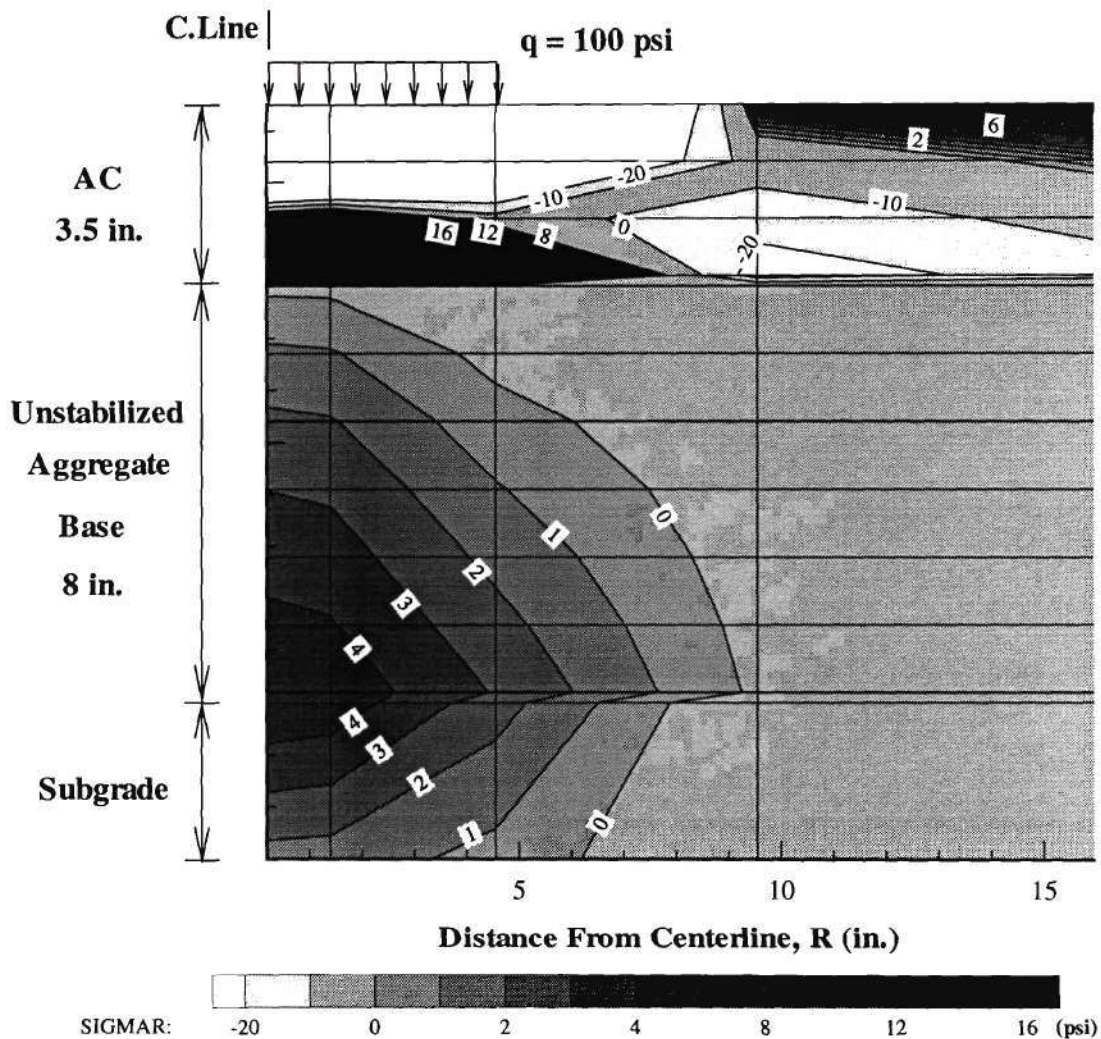 C.Line
q = 100 psi
AC
3.5 in.
6
2
-20
-10
-10
0
-20
16
12
8
Unstabilized
Aggregate
Base
8 in.
0
1
2
3
4
4
3
2
1
0
Subgrade
5
10
15
Distance From Centerline, R (in.)
SIGMAR:
-20
0
2
4
8
12
16
(psi)